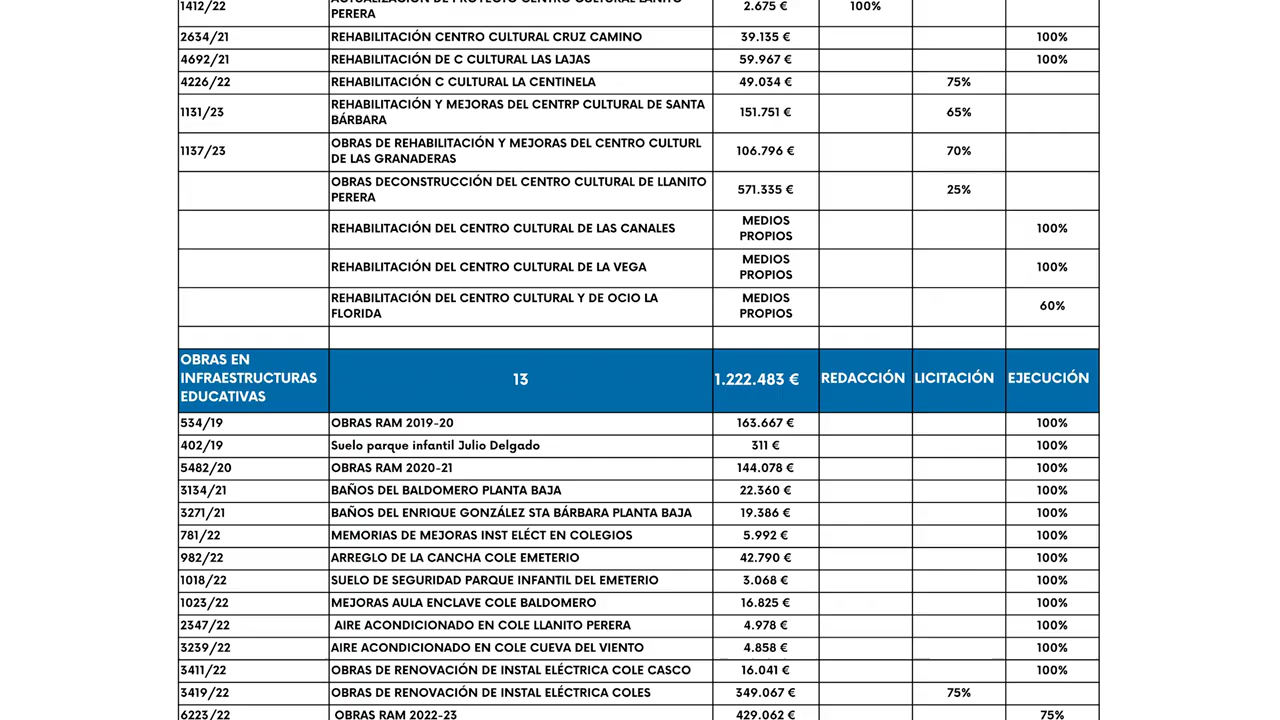 1412/22 ACTUALIZACIÓN DE PROYECTO CENTRO CULTURAL LLANITO PERERA 2.675 € 100%
2634/21 REHABILITACIÓN CENTRO CULTURAL CRUZ CAMINO 39.135 € 100%
4692/21 REHABILITACIÓN DE C CULTURAL LAS LAJAS 59.967 € 100%
4226/22 REHABILITACIÓN C CULTURAL LA CENTINELA 49.034 € 75%
1131/23 REHABILITACIÓN Y MEJORAS DEL CENTRP CULTURAL DE SANTA BÁRBARA 151.751 € 65%
1137/23 OBRAS DE REHABILITACIÓN Y MEJORAS DEL CENTRO CULTURL DE LAS GRANADERAS 106.796 € 70%
OBRAS DECONSTRUCCIÓN DEL CENTRO CULTURAL DE LLANITO PERERA 571.335 € 25%
REHABILITACIÓN DEL CENTRO CULTURAL DE LAS CANALES MEDIOS PROPIOS 100%
REHABILITACIÓN DEL CENTRO CULTURAL DE LA VEGA MEDIOS PROPIOS 100%
REHABILITACIÓN DEL CENTRO CULTURAL Y DE OCIO LA FLORIDA MEDIOS PROPIOS 60%
OBRAS EN INFRAESTRUCTURAS EDUCATIVAS 13 1.222.483 € REDACCIÓN LICITACIÓN EJECUCIÓN
534/19 OBRAS RAM 2019-20 163.667 € 100%
402/19 Suelo parque infantil Julio Delgado 311 € 100%
5482/20 OBRAS RAM 2020-21 144.078 € 100%
3134/21 BAÑOS DEL BALDOMERO PLANTA BAJA 22.360 € 100%
3271/21 BAÑOS DEL ENRIQUE GONZÁLEZ STA BÁRBARA PLANTA BAJA 19.386 € 100%
781/22 MEMORIAS DE MEJORAS INST ELÉCT EN COLEGIOS 5.992 € 100%
982/22 ARREGLO DE LA CANCHA COLE EMETERIO 42.790 € 100%
1018/22 SUELO DE SEGURIDAD PARQUE INFANTIL DEL EMETERIO 3.068 € 100%
1023/22 MEJORAS AULA ENCLAVE COLE BALDOMERO 16.825 € 100%
2347/22 AIRE ACONDICIONADO EN COLE LLANITO PERERA 4.978 € 100%
3239/22 AIRE ACONDICIONADO EN COLE CUEVA DEL VIENTO 4.858 € 100%
3411/22 OBRAS DE RENOVACIÓN DE INSTAL ELÉCTRICA COLE CASCO 16.041 € 100%
3419/22 OBRAS DE RENOVACIÓN DE INSTAL ELÉCTRICA COLES 349.067 € 75%
6223/22 OBRAS RAM 2022-23 429.062 € 75%